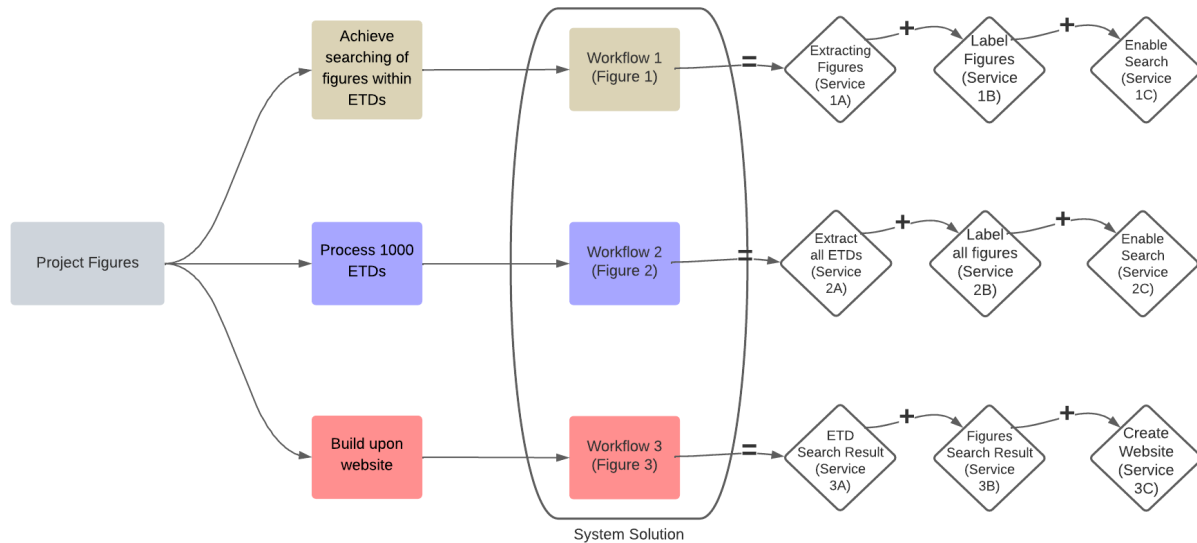 Project Figures
Achieve
searching of
figures within
ETDs
Workflow 1
(Figure 1)
=
Extracting
Figures
(Service
1A)
+
Label
Figures
(Service
1B)
+
Enable
Search
(Service
1C)
Process 1000
ETDs
Workflow 2
(Figure 2)
=
Extract
all ETDs
(Service
2A)
+
Label
all figures
(Service
2B)
+
Enable
Search
(Service
2C)
Build upon
website
Workflow 3
(Figure 3)
=
ETD
Search Result
(Service
3A)
+
Figures
Search Result
(Service
3B)
+
Create
Website
(Service
3C)
System Solution